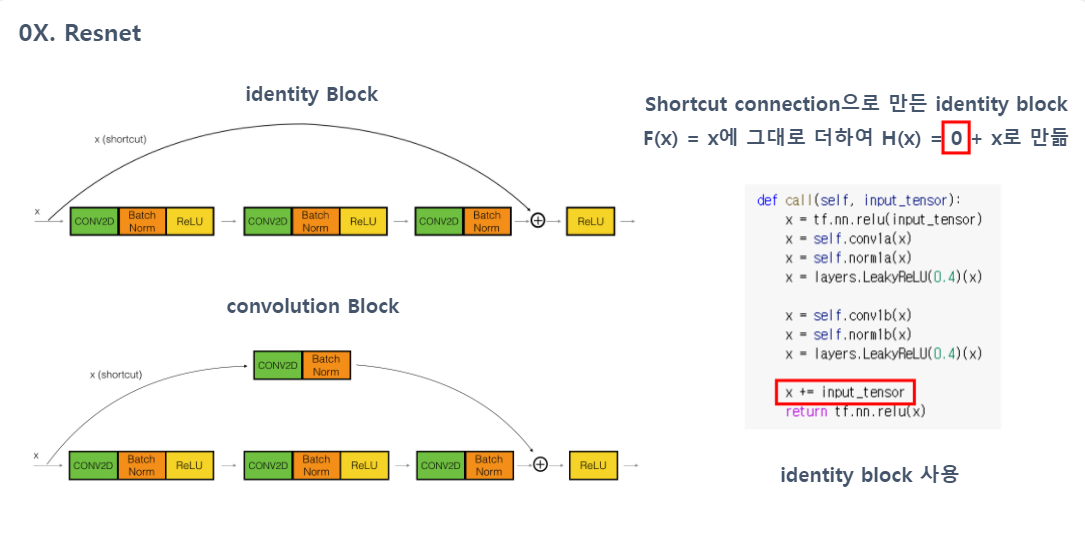 0X. Resnet
identity Block
x (shortcut)
x
CONV2D
Batch
Norm
ReLU
CONV2D
Batch
Norm
ReLU
CONV2D
Batch
Norm
ReLU
convolution Block
CONV2D
Batch
Norm
x (shortcut)
x
CONV2D
Batch
Norm
ReLU
CONV2D
Batch
Norm
ReLU
CONV2D
Batch
Norm
ReLU
Shortcut connection으로 만든 identity block
F(x) = x에 그대로 더하여 H(x) = 0 + x로 만듦
def call(self, input_tensor):
x = tf.nn.relu(input_tensor)
x = self.conv1a(x)
x = self.norm1a(x)
x = layers.LeakyReLU(0.4)(x)
x = self.conv1b(x)
x = self.norm1b(x)
x = layers.LeakyReLU(0.4)(x)
x += input_tensor
return tf.nn.relu(x)
identity block 사용